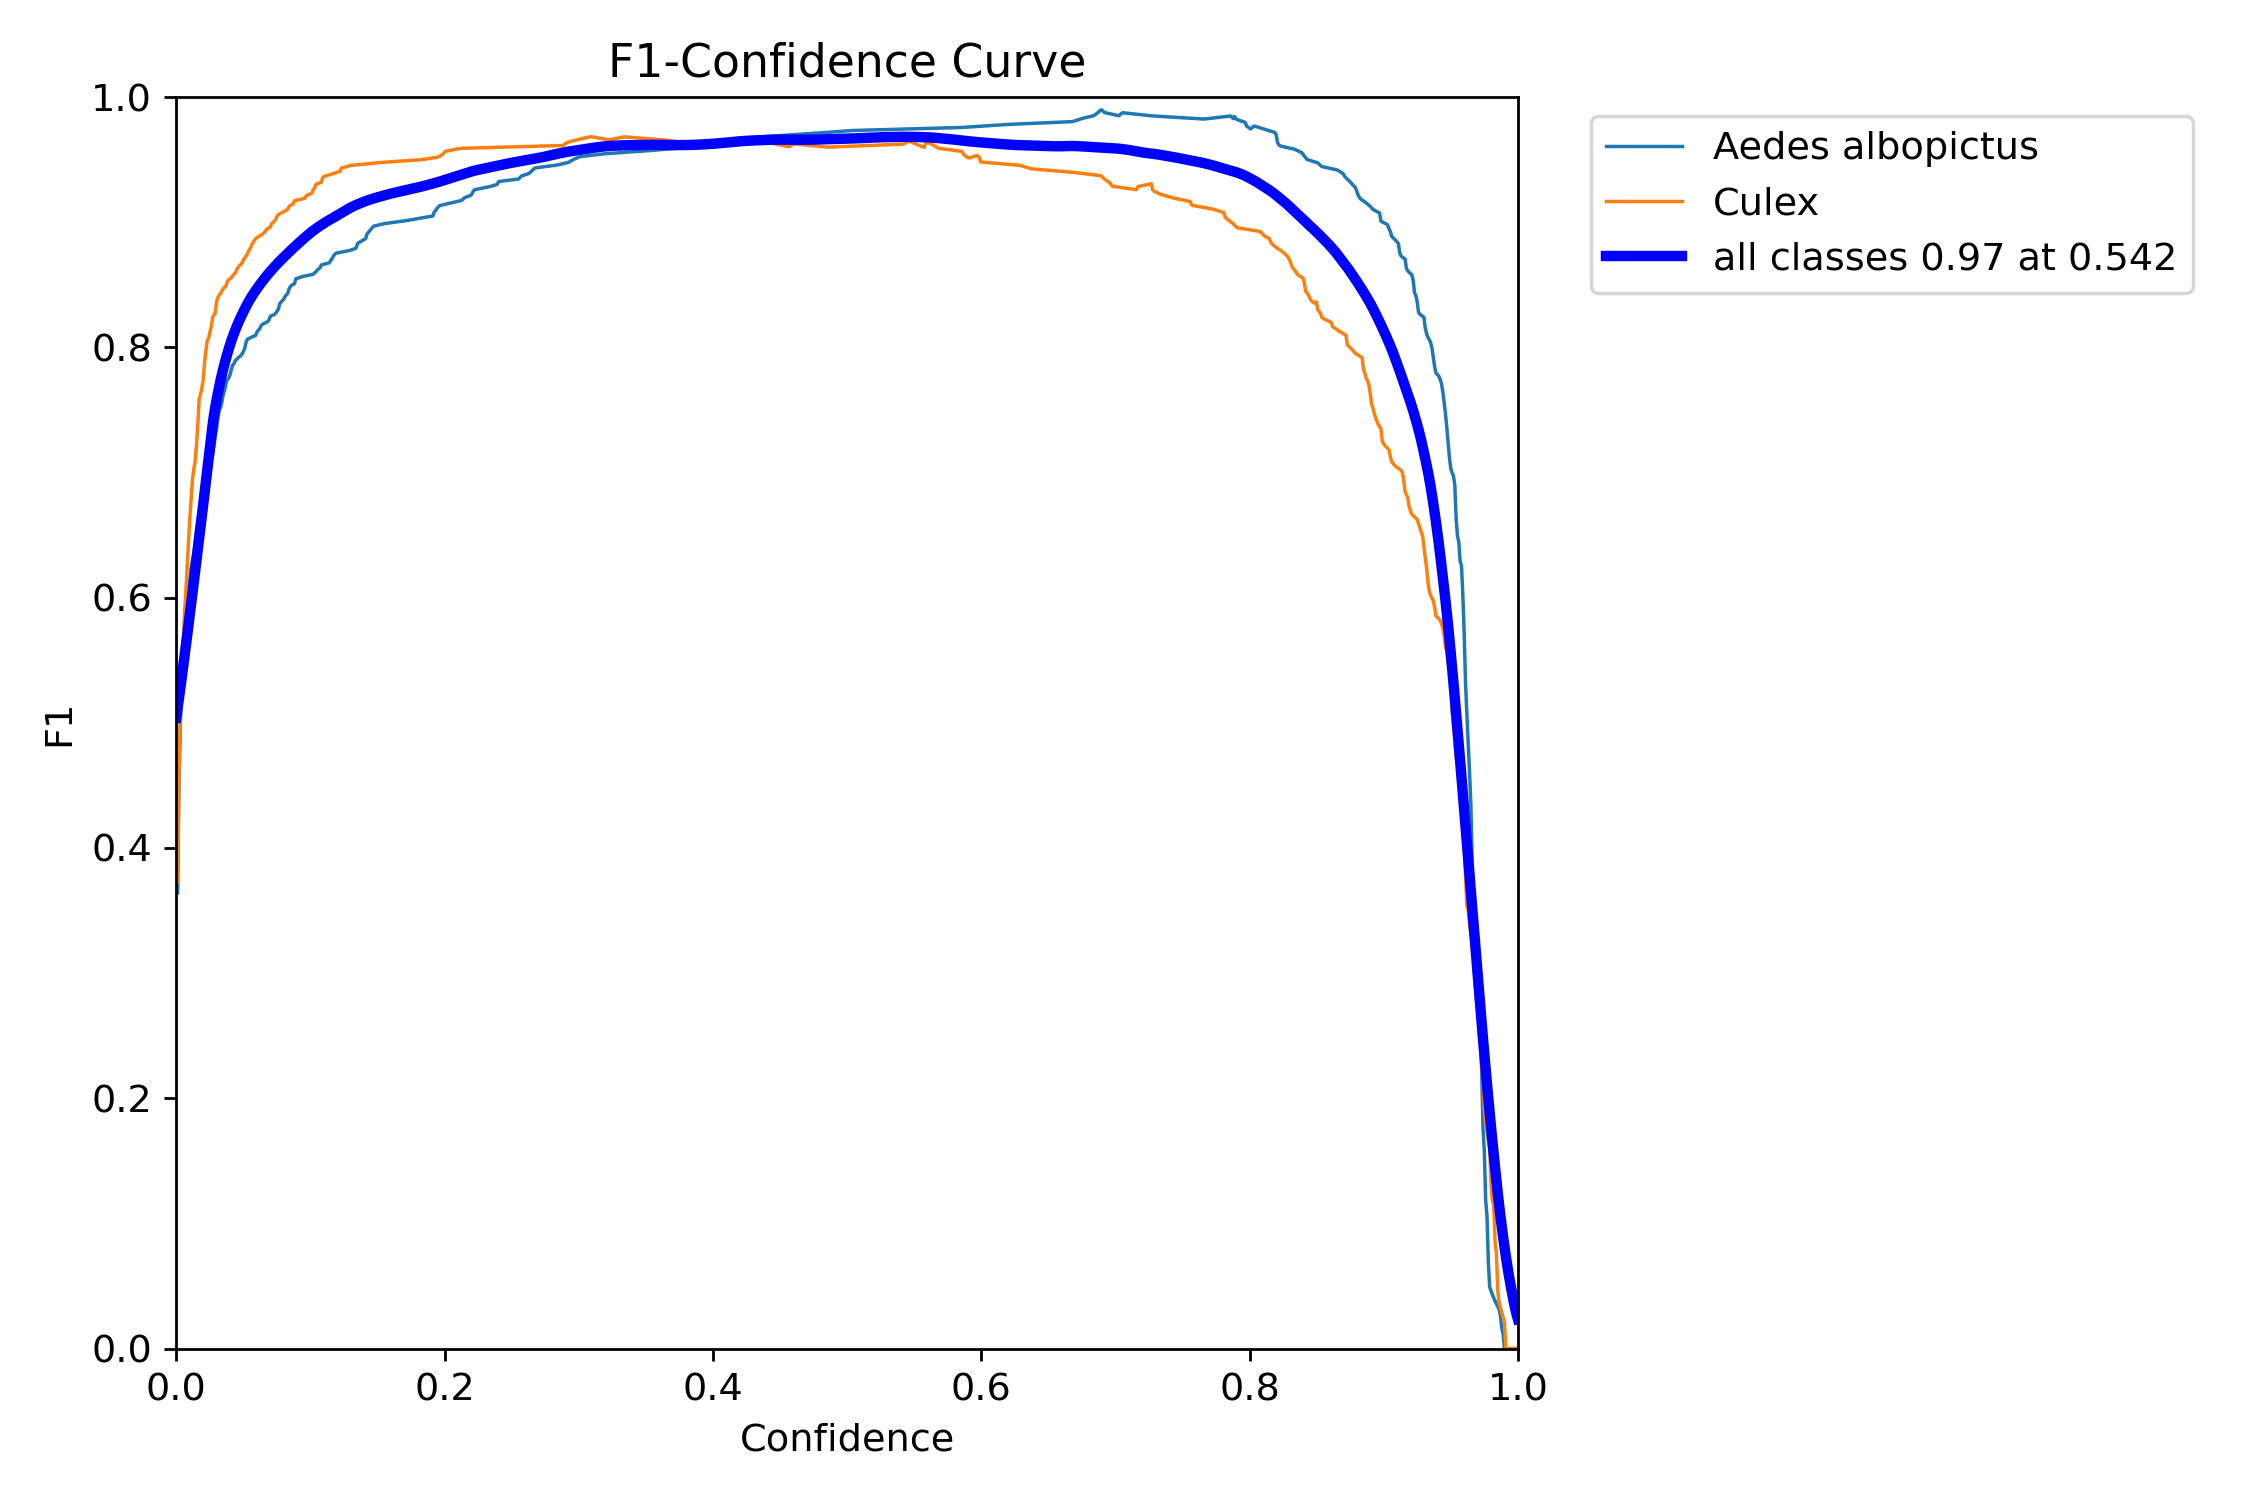 F1-Confidence Curve
1.0
0.8
0.6
0.4
0.2
0.0
F1
0.0 0.2 0.4 0.6 0.8 1.0
Confidence
Aedes albopictus
Culex
all classes 0.97 at 0.542